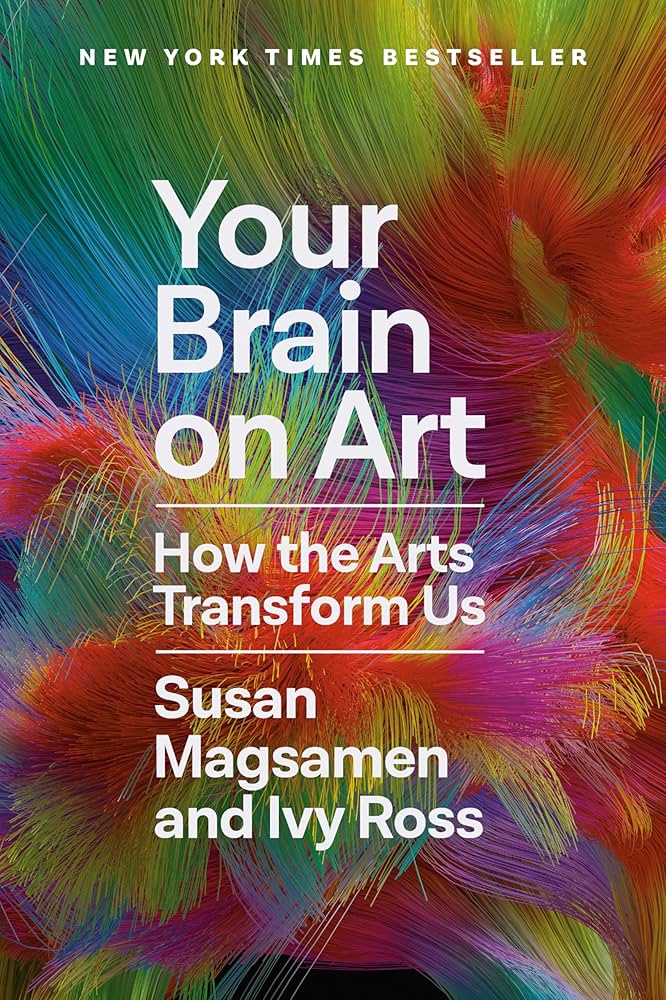 NEW YORK TIMES BESTSELLER
Your
Brain
on Art
How the Arts
Transform Us
Susan
Magsamen
and Ivy Ross